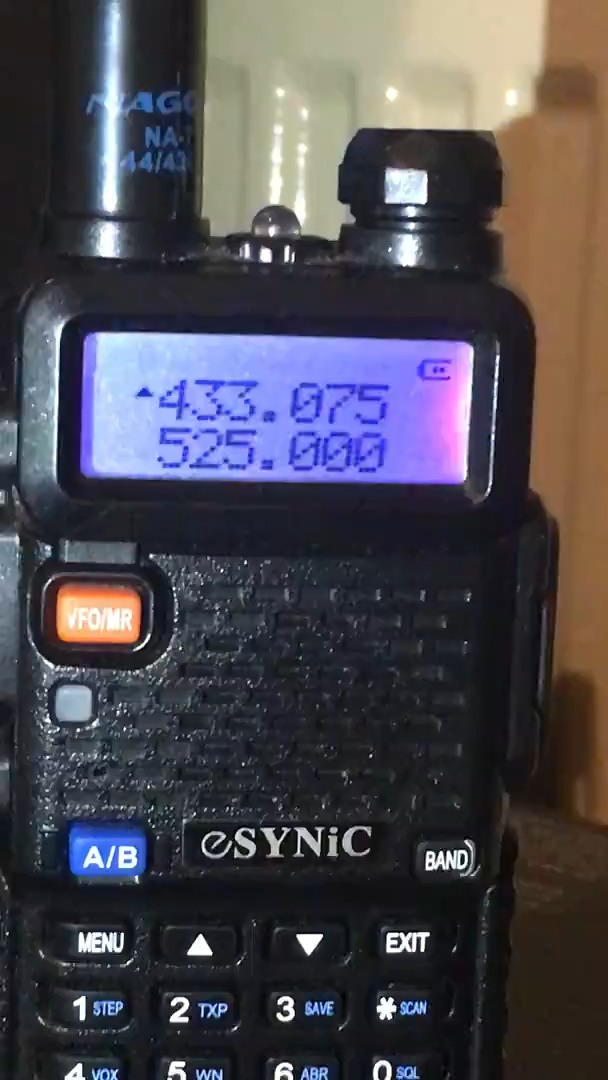 NAGO
NA-
44/43
433.075
525.000
VFO/MR
A/B
eSYNiC
BAND
MENU
EXIT
1 STEP
2 TXP
3 SAVE
* SCAN
4 VOX
5 WN
6 ABR
0 SQL